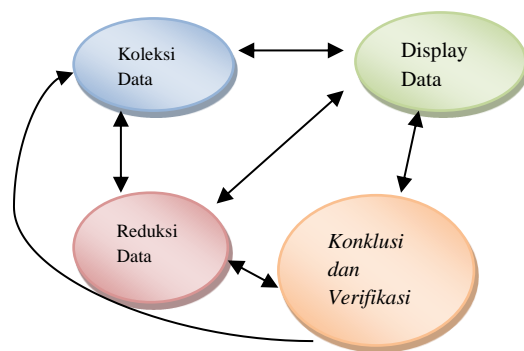 Koleksi
Data
Display
Data
Reduksi
Data
Konklusi
dan
Verifikasi